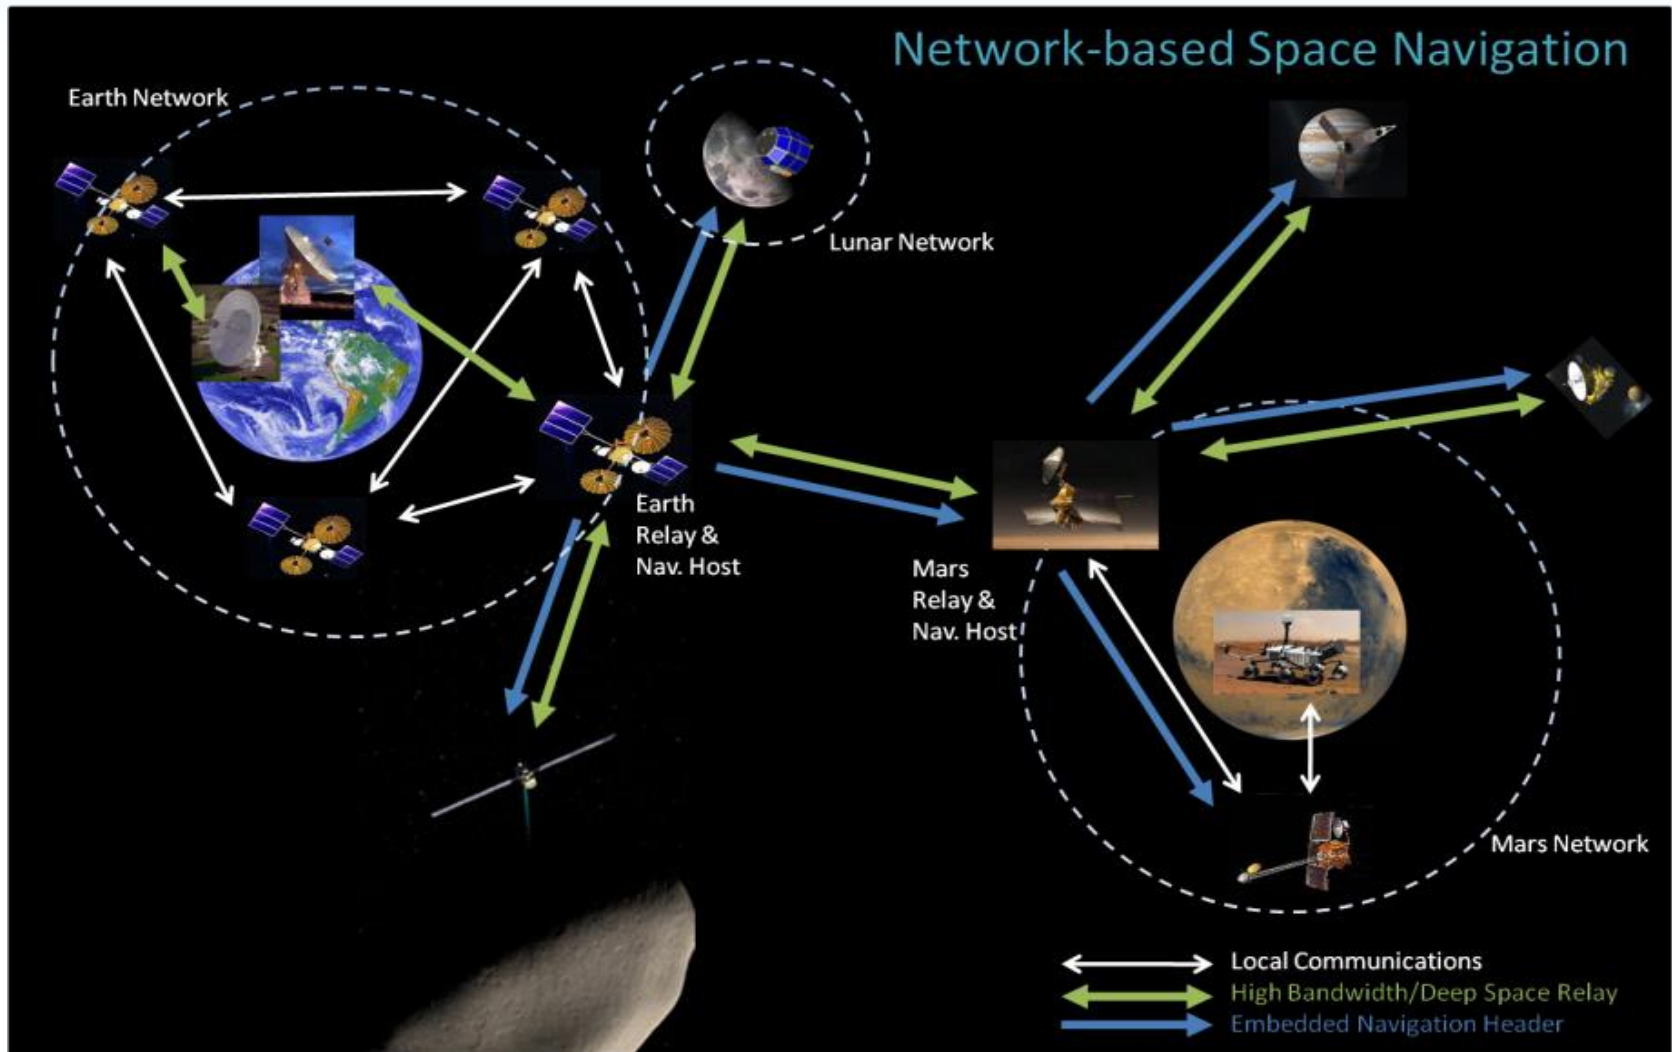 Network-based Space Navigation
Earth Network
Lunar Network
Earth
Relay &
Nav. Host
Mars
Relay &
Nav. Host
Mars Network
Local Communications
High Bandwidth/Deep Space Relay
Embedded Navigation Header